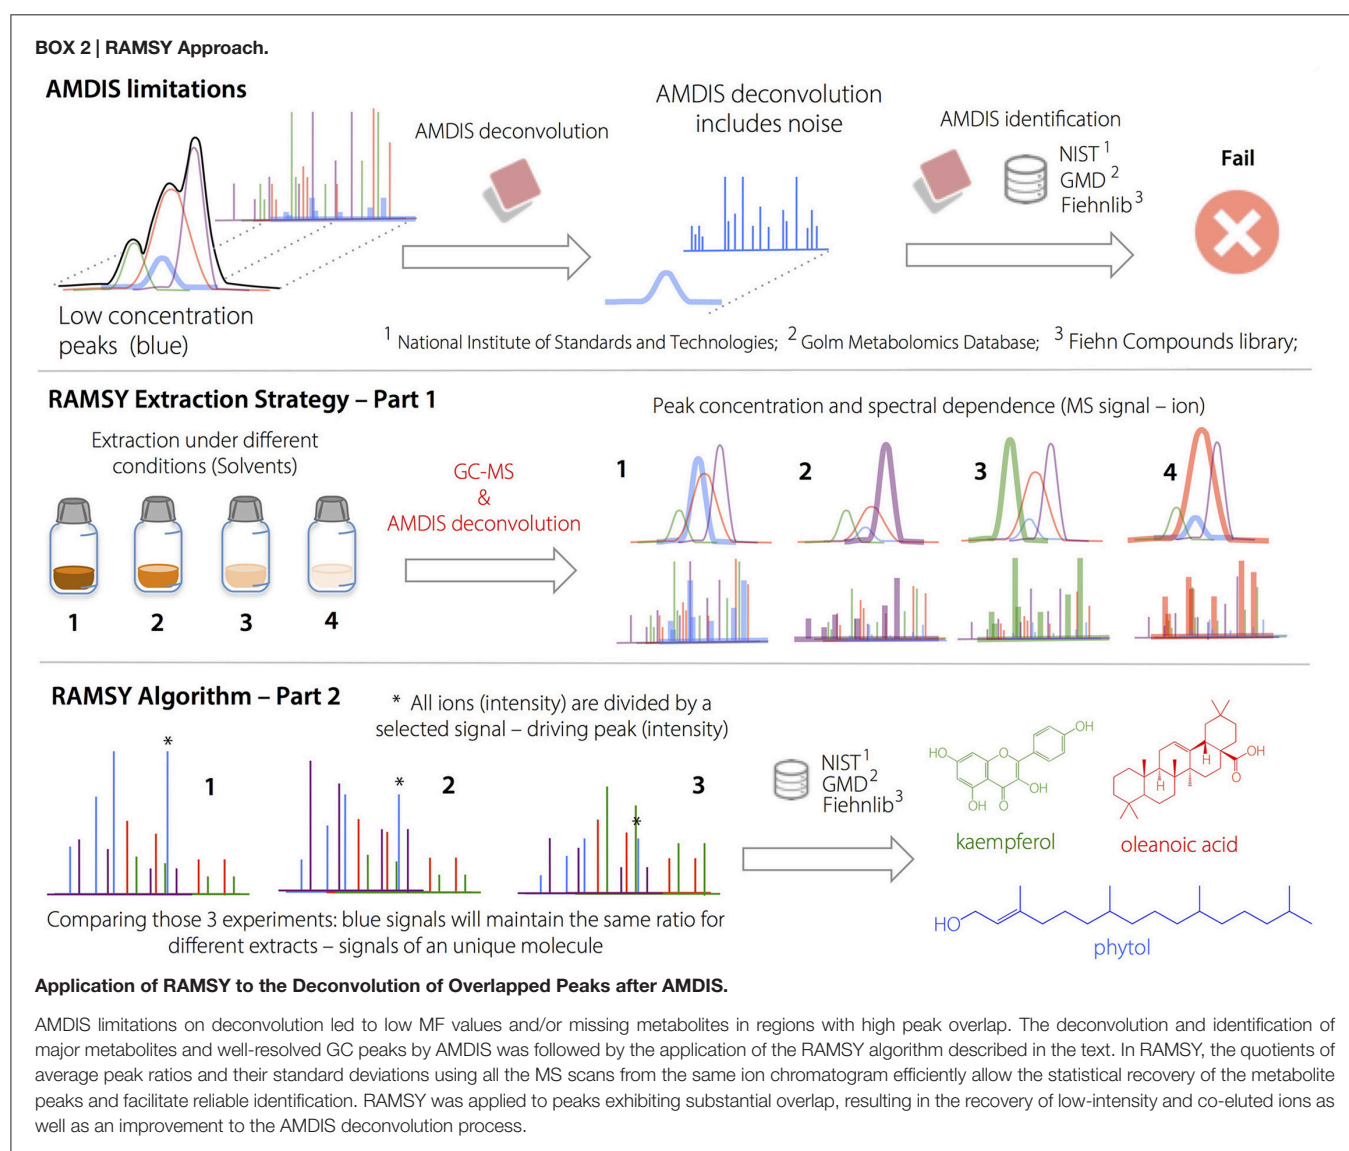 BOX 2 | RAMSY Approach.
AMDIS limitations
AMDIS deconvolution
AMDIS deconvolution
includes noise
AMDIS identification
NIST 1
GMD 2
Fiehnlib 3
Fail
Low concentration
peaks (blue)
1 National Institute of Standards and Technologies; 2 Golm Metabolomics Database; 3 Fiehn Compounds library;
RAMSY Extraction Strategy – Part 1
Extraction under different
conditions (Solvents)
1 2 3 4
GC-MS
&
AMDIS deconvolution
Peak concentration and spectral dependence (MS signal – ion)
1 2 3 4
RAMSY Algorithm – Part 2
* All ions (intensity) are divided by a
selected signal – driving peak (intensity)
* 1
* 2
* 3
Comparing those 3 experiments: blue signals will maintain the same ratio for
different extracts – signals of an unique molecule
NIST 1
GMD 2
Fiehnlib 3
OH
HO
O
OH
OH O
kaempferol
H
OH
O
H
oleanoic acid
HO
phytol
Application of RAMSY to the Deconvolution of Overlapped Peaks after AMDIS.
AMDIS limitations on deconvolution led to low MF values and/or missing metabolites in regions with high peak overlap. The deconvolution and identification of
major metabolites and well-resolved GC peaks by AMDIS was followed by the application of the RAMSY algorithm described in the text. In RAMSY, the quotients of
average peak ratios and their standard deviations using all the MS scans from the same ion chromatogram efficiently allow the statistical recovery of the metabolite
peaks and facilitate reliable identification. RAMSY was applied to peaks exhibiting substantial overlap, resulting in the recovery of low-intensity and co-eluted ions as
well as an improvement to the AMDIS deconvolution process.